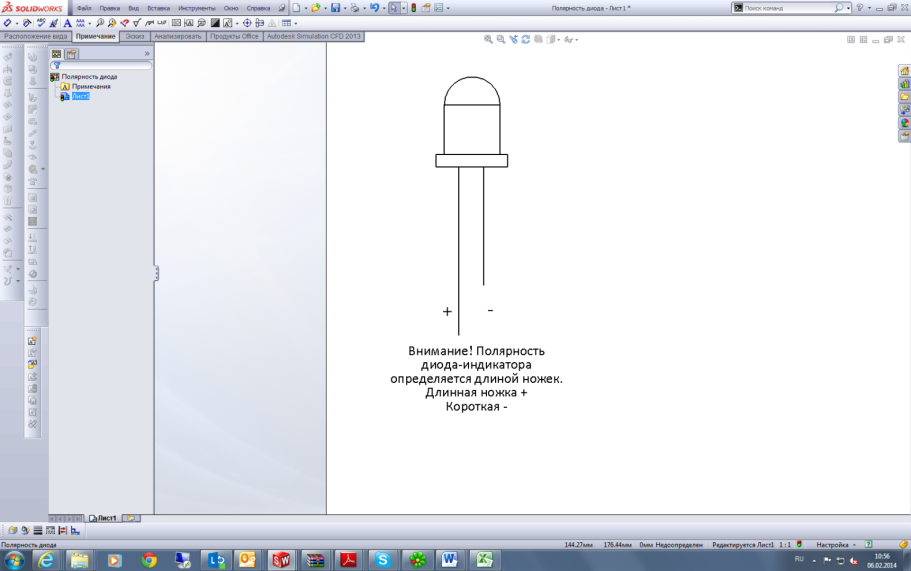 SOLIDWORKS Файл Правка Вид Вставка Инструменты Окно Справка Полярность диода - Лист1 * Поиск команд
Расположение вида Примечание Эскиз Анализировать Продукты Office Autodesk Simulation CFD 2013
Полярность диода
Примечания
Лист1
+ -
Внимание! Полярность
диода-индикатора
определяется длиной ножек.
Длинная ножка +
Короткая -
Лист1
Полярность диода 144.27мм 176.44мм 0мм Недоопределен Редактируется Лист1 1 : 1 Настройка
RU 10:56
06.02.2014